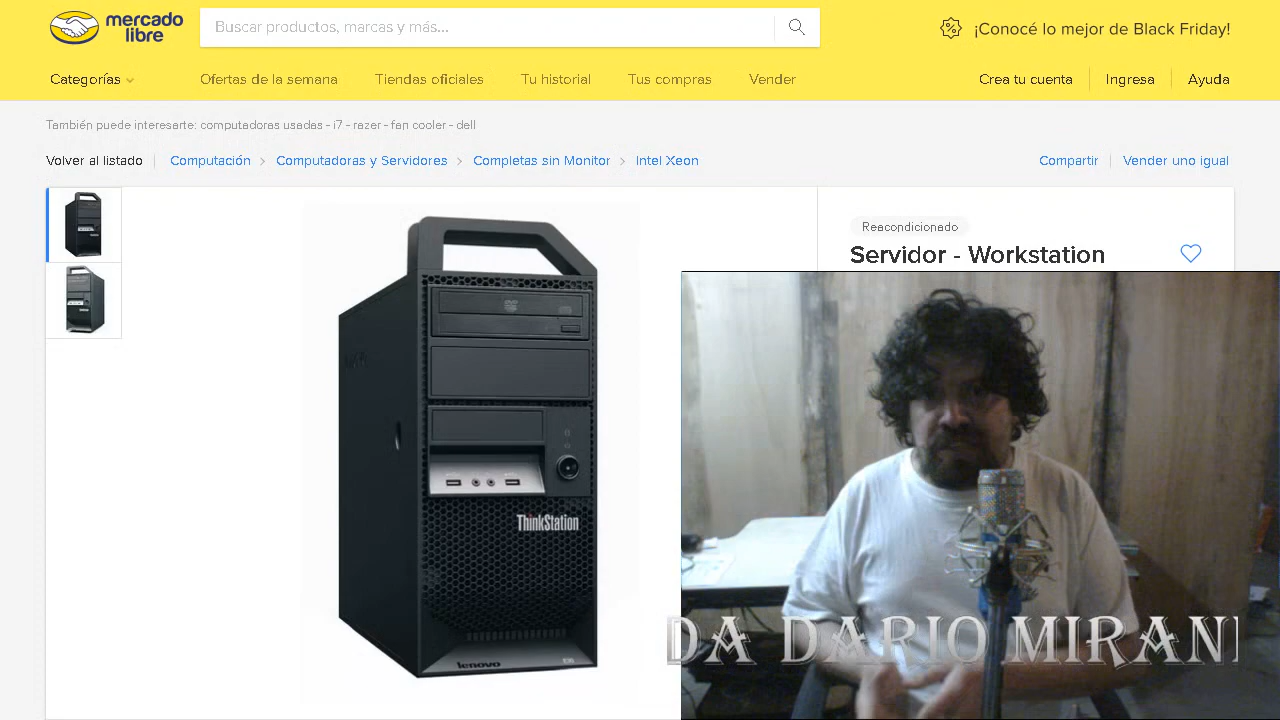 mercado
libre
Buscar productos, marcas y más...
¡Conocé lo mejor de Black Friday!
Categorías
Ofertas de la semana
Tiendas oficiales
Tu historial
Tus compras
Vender
Crea tu cuenta
Ingresa
Ayuda
También puede interesarte: computadoras usadas - i7 - razer - fan cooler - dell
Volver al listado
Computación
Computadoras y Servidores
Completas sin Monitor
Intel Xeon
Compartir
Vender uno igual
Reacondicionado
Servidor - Workstation
ThinkStation
lenovo
DA DARIO MIRAN